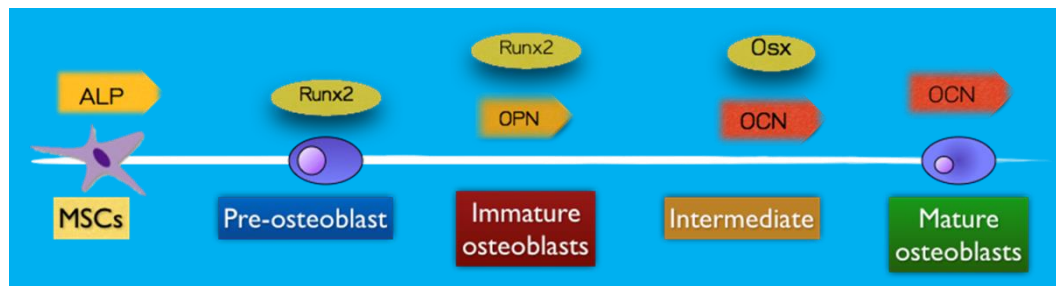 ALP
Runx2
Runx2
OPN
Osx
OCN
OCN
MSCs
Pre-osteoblast
Immature
osteoblasts
Intermediate
Mature
osteoblasts